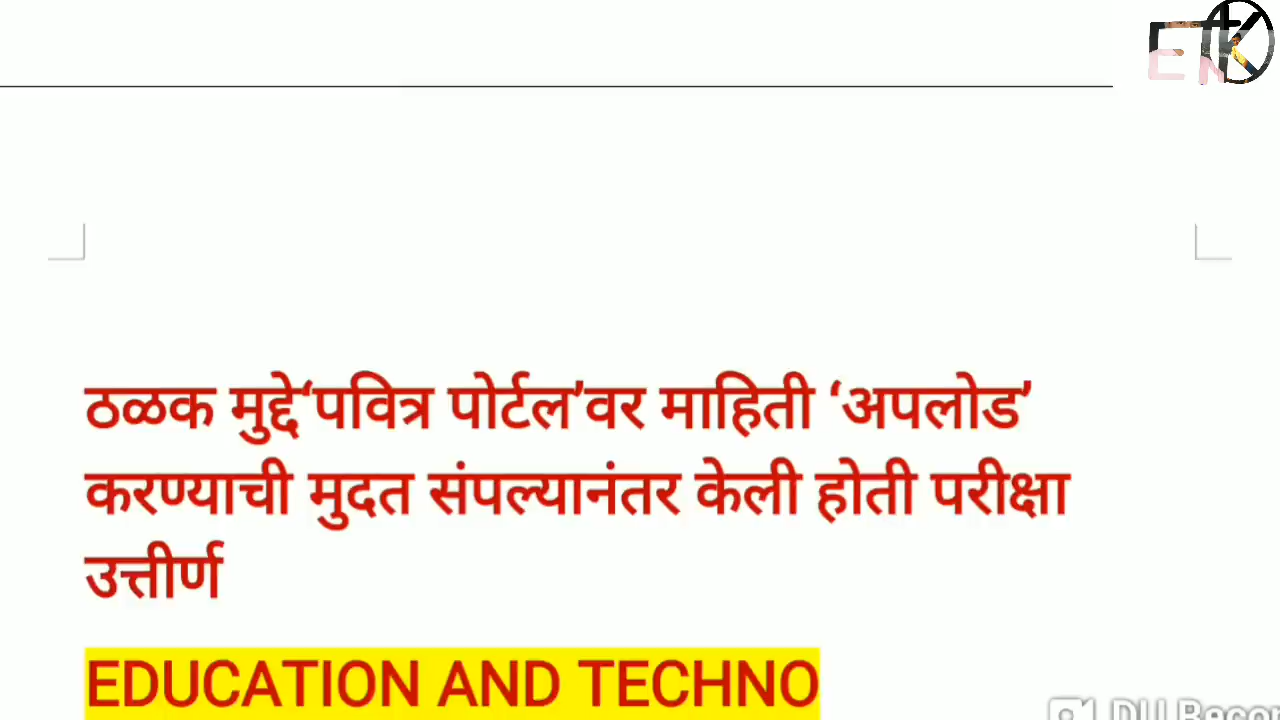 ठळक मुद्दे‘पवित्र पोर्टल’वर माहिती ‘अपलोड’
करण्याची मुदत संपल्यानंतर केली होती परीक्षा
उत्तीर्ण
EDUCATION AND TECHNO